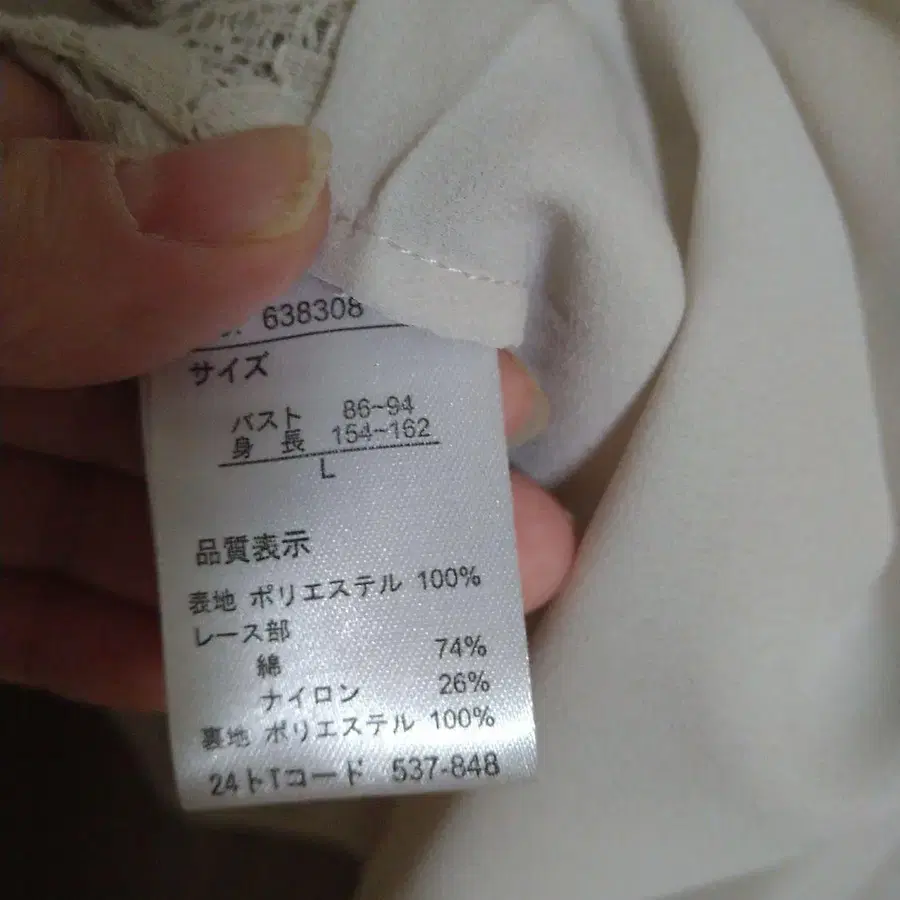 638308
サイズ
バスト 86~94
身 長 154~162
L
品質表示
表地 ポリエステル 100%
レース部
綿 74%
ナイロン 26%
裏地 ポリエステル 100%
24トTコード 537-848